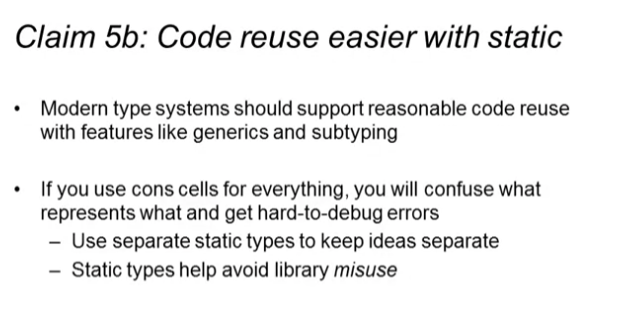 Claim 5b: Code reuse easier with static
• Modern type systems should support reasonable code reuse
with features like generics and subtyping
• If you use cons cells for everything, you will confuse what
represents what and get hard-to-debug errors
– Use separate static types to keep ideas separate
– Static types help avoid library misuse